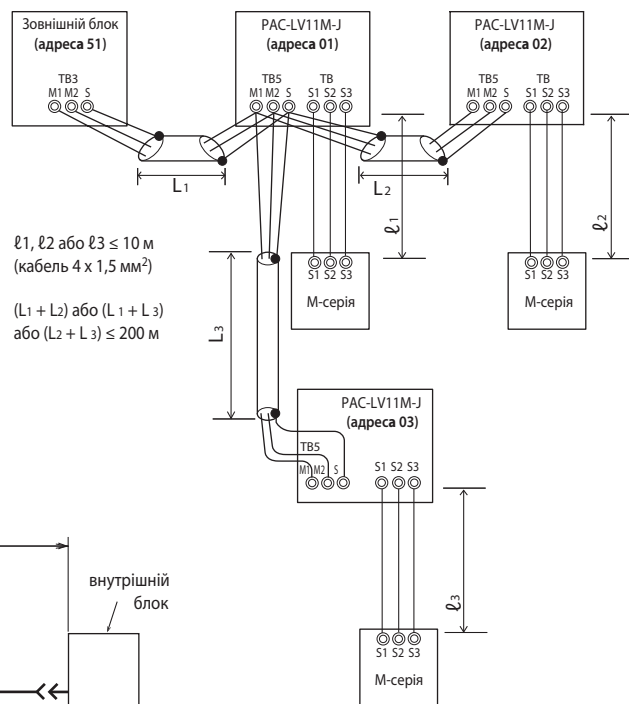 Зовнішній блок
(адреса 51)
TB3
M1 M2 S
PAC-LV11M-J
(адреса 01)
TB5 TB
M1 M2 S S1 S2 S3
PAC-LV11M-J
(адреса 02)
TB5 TB
M1 M2 S S1 S2 S3
L1
L2
ℓ1
ℓ2
ℓ1, ℓ2 або ℓ3 ≤ 10 м
(кабель 4 x 1,5 мм²)
(L1 + L2) або (L 1 + L 3)
або (L2 + L 3) ≤ 200 м
S1 S2 S3
М-серія
S1 S2 S3
М-серія
L3
PAC-LV11M-J
(адреса 03)
TB5
M1 M2 S S1 S2 S3
ℓ3
внутрішній
блок
S1 S2 S3
М-серія